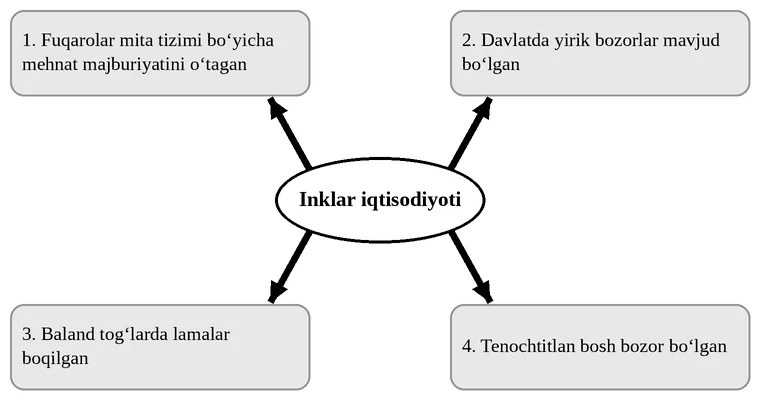 1. Fuqarolar mita tizimi bo‘yicha
mehnat majburiyatini o‘tagan
2. Davlatda yirik bozorlar mavjud
bo‘lgan
Inklar iqtisodiyoti
3. Baland tog‘larda lamalar
boqilgan
4. Tenochtitlan bosh bozor bo‘lgan